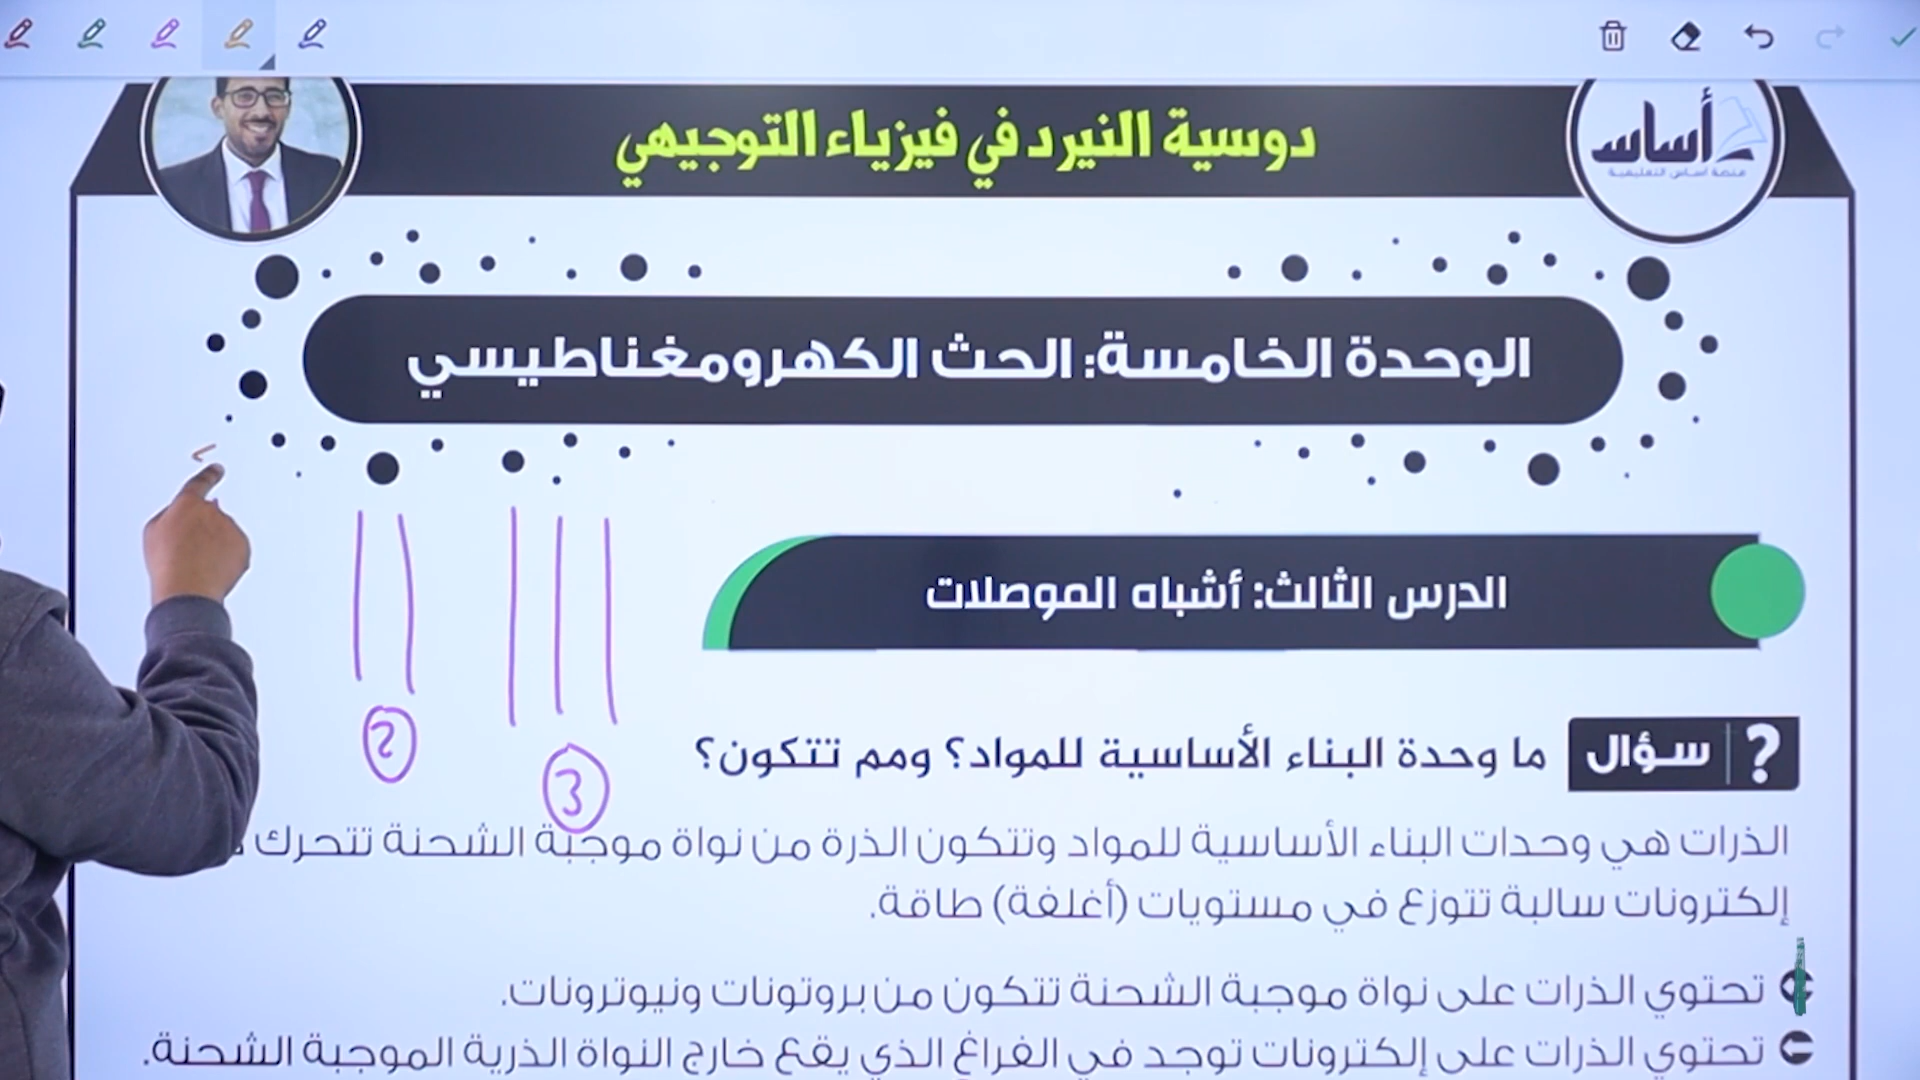 دوسية النيرد في فيزياء التوجيهي
أساس
منصة اساس التعليمية
الوحدة الخامسة: الحث الكهرومغناطيسي
الدرس الثالث: أشباه الموصلات
2
3
? سؤال ما وحدة البناء الأساسية للمواد؟ ومم تتكون؟
الذرات هي وحدات البناء الأساسية للمواد وتتكون الذرة من نواة موجبة الشحنة تتحرك
إلكترونات سالبة تتوزع في مستويات (أغلفة) طاقة.
تحتوي الذرات على نواة موجبة الشحنة تتكون من بروتونات ونيوترونات.
تحتوي الذرات على إلكترونات توجد في الفراغ الذي يقع خارج النواة الذرية الموجبة الشحنة.